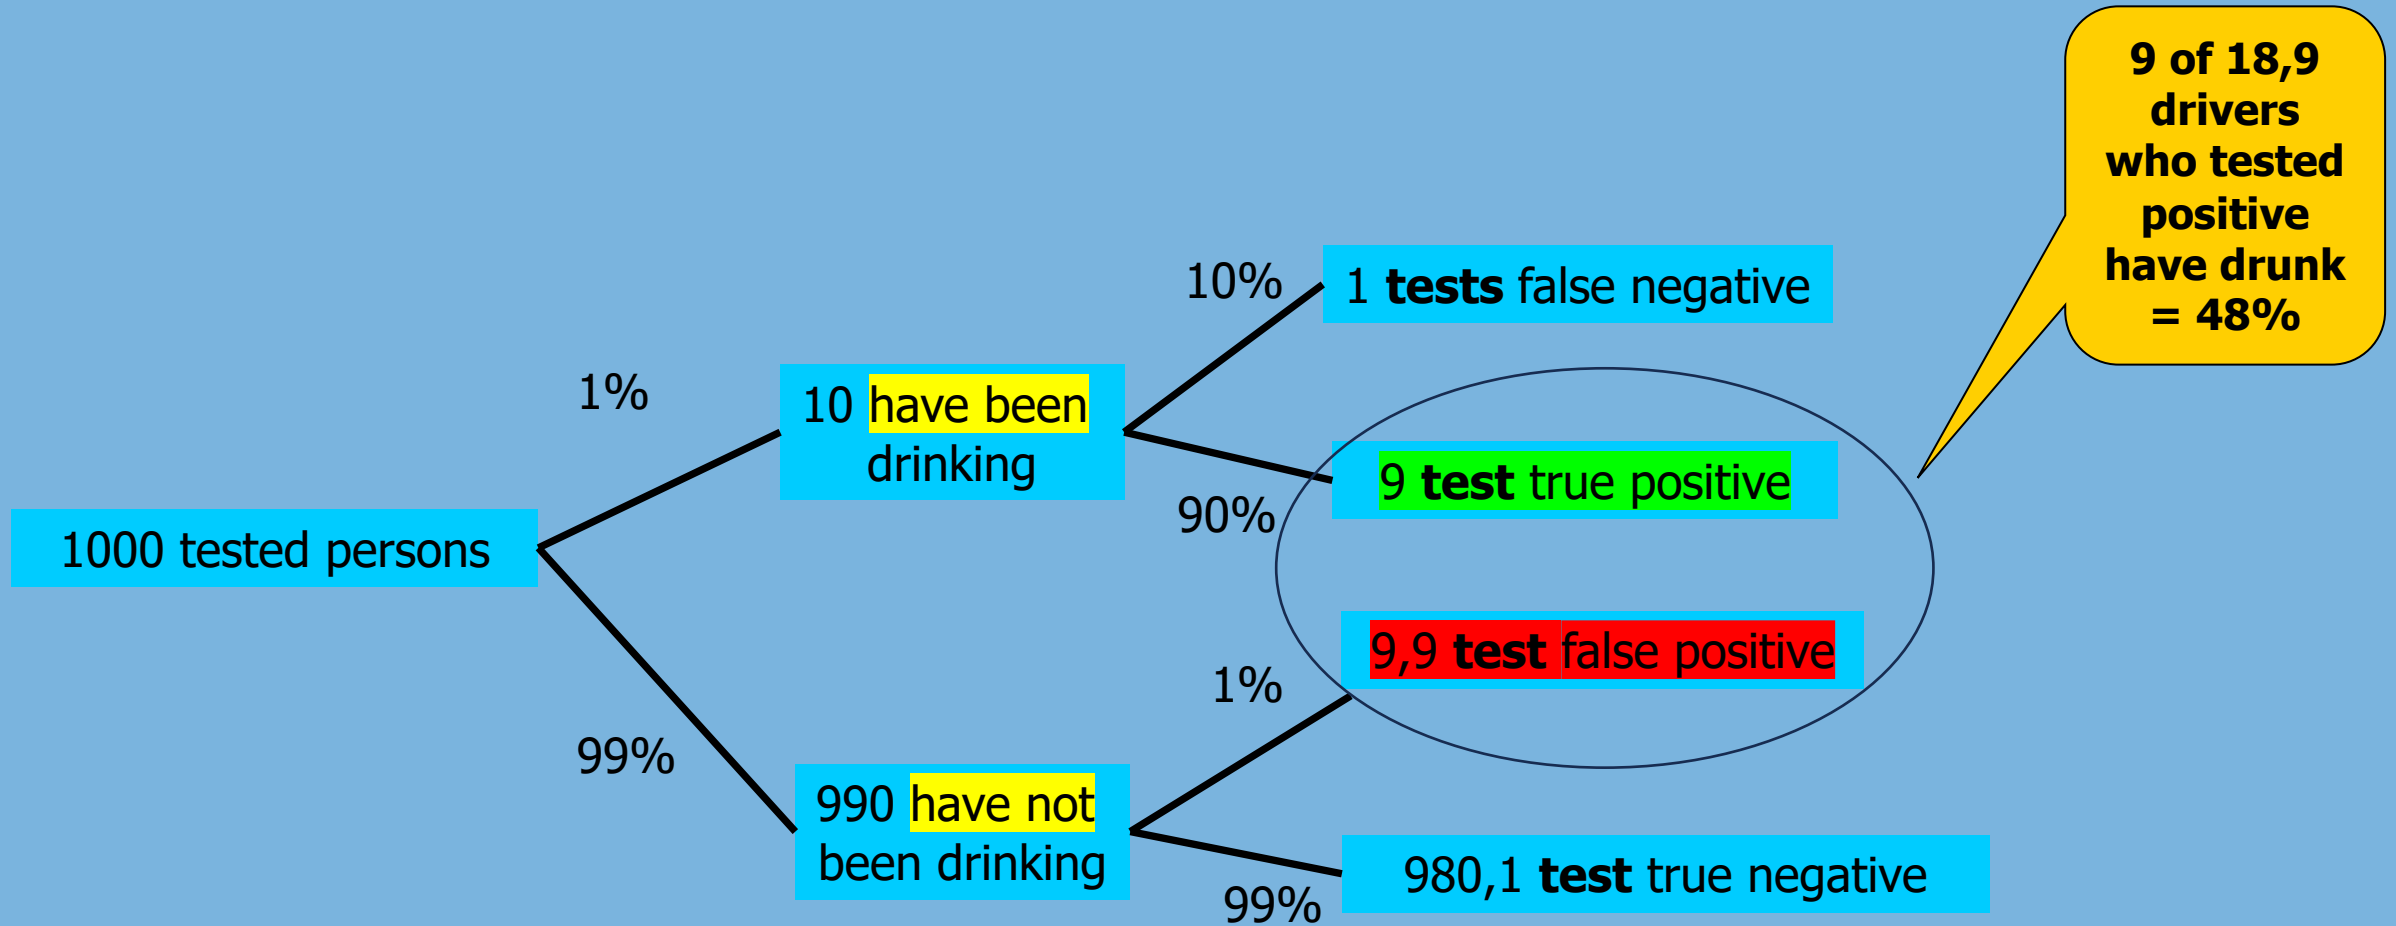 9 of 18,9
drivers
who tested
positive
have drunk
= 48%
10%
1 tests false negative
1%
10 have been
drinking
9 test true positive
90%
1000 tested persons
9,9 test false positive
1%
99%
990 have not
been drinking
980,1 test true negative
99%